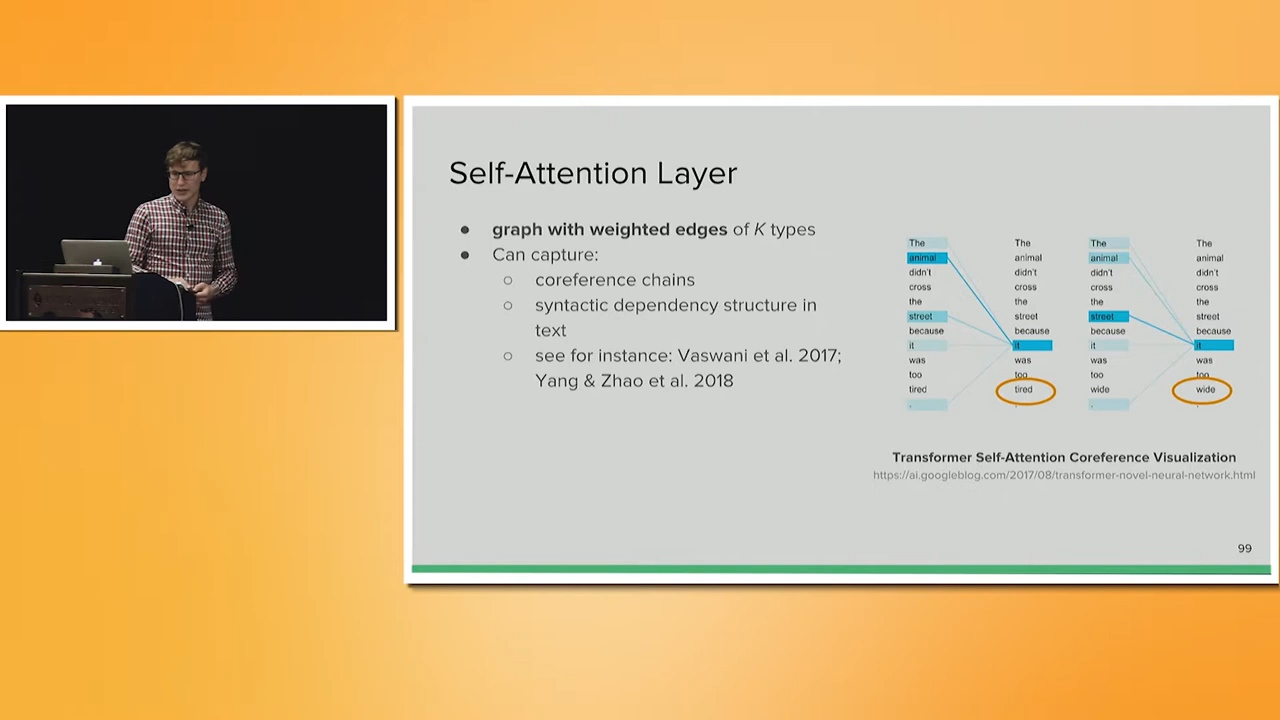 Self-Attention Layer
● graph with weighted edges of K types
● Can capture:
○ coreference chains
○ syntactic dependency structure in
text
○ see for instance: Vaswani et al. 2017;
Yang & Zhao et al. 2018
The The The The
animal animal animal animal
didn't didn't didn't didn't
cross cross cross cross
the the the the
street street street street
because because because because
it it it it
was was was was
too too too too
tired tired wide wide
. . .
Transformer Self-Attention Coreference Visualization
https://ai.googleblog.com/2017/08/transformer-novel-neural-network.html
99